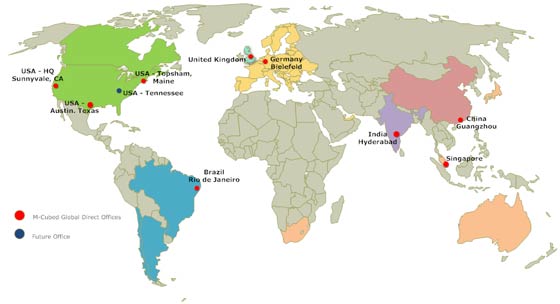 USA - HQ
Sunnyvale, CA
USA - Topsham,
Maine
USA - Tennessee
USA -
Austin, Texas
United Kingdom
Germany
Bielefeld
China
Guangzhou
India
Hyderabad
Singapore
Brazil
Rio de Janeiro
M-Cubed Global Direct Offices
Future Office